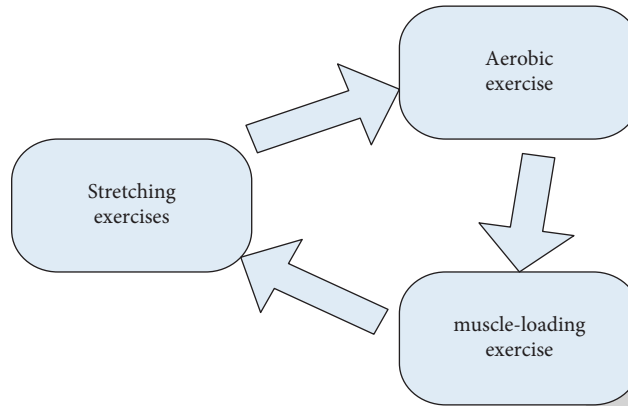 Aerobic
exercise
Stretching
exercises
muscle-loading
exercise